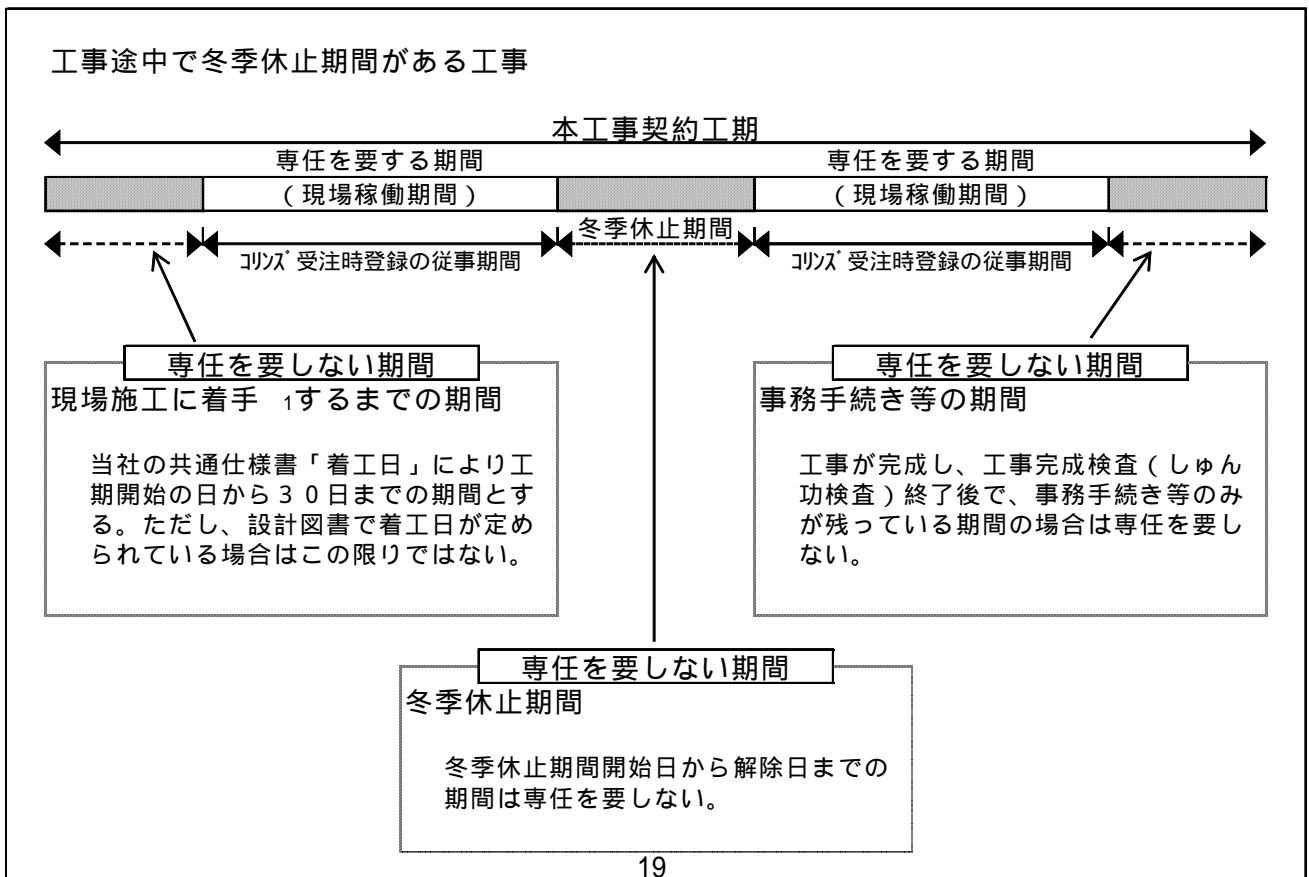 工事途中で冬季休止期間がある工事
本工事契約工期
専任を要する期間
専任を要する期間
(現場稼働期間)
(現場稼働期間)
冬季休止期間
ｺﾘﾝｽﾞ受注時登録の従事期間
ｺﾘﾝｽﾞ受注時登録の従事期間
専任を要しない期間
現場施工に着手 1するまでの期間
当社の共通仕様書「着工日」により工
期開始の日から３０日までの期間とす
る。ただし、設計図書で着工日が定め
られている場合はこの限りではない。
専任を要しない期間
事務手続き等の期間
工事が完成し、工事完成検査(しゅん
功検査)終了後で、事務手続き等のみ
が残っている期間の場合は専任を要し
ない。
専任を要しない期間
冬季休止期間
冬季休止期間開始日から解除日までの
期間は専任を要しない。
19